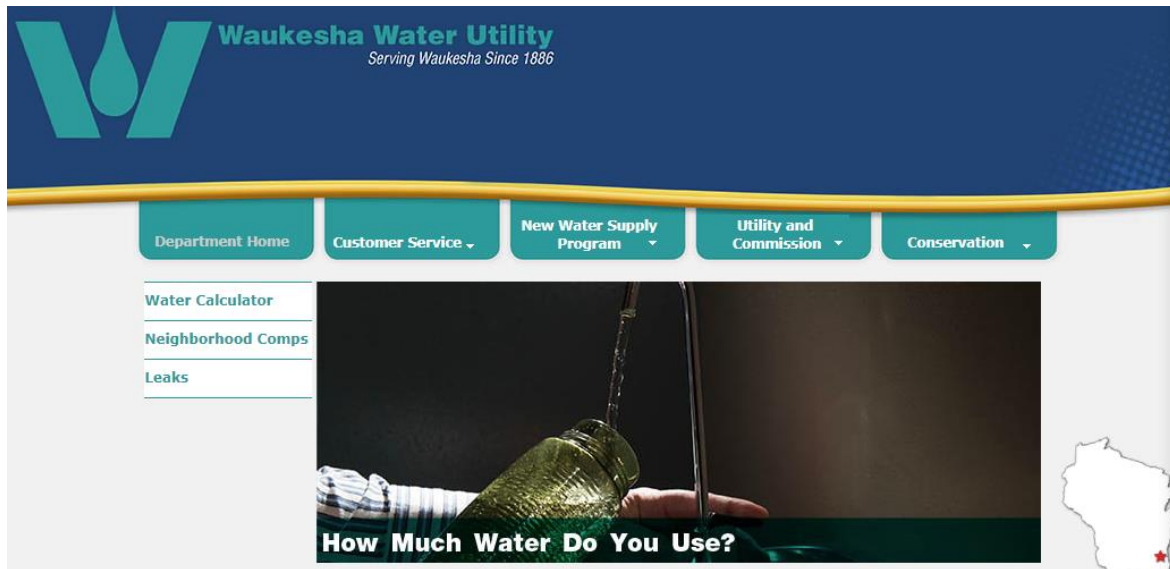 Waukesha Water Utility
Serving Waukesha Since 1886
Department Home
Customer Service
New Water Supply
Program
Utility and
Commission
Conservation
Water Calculator
Neighborhood Comps
Leaks
How Much Water Do You Use?